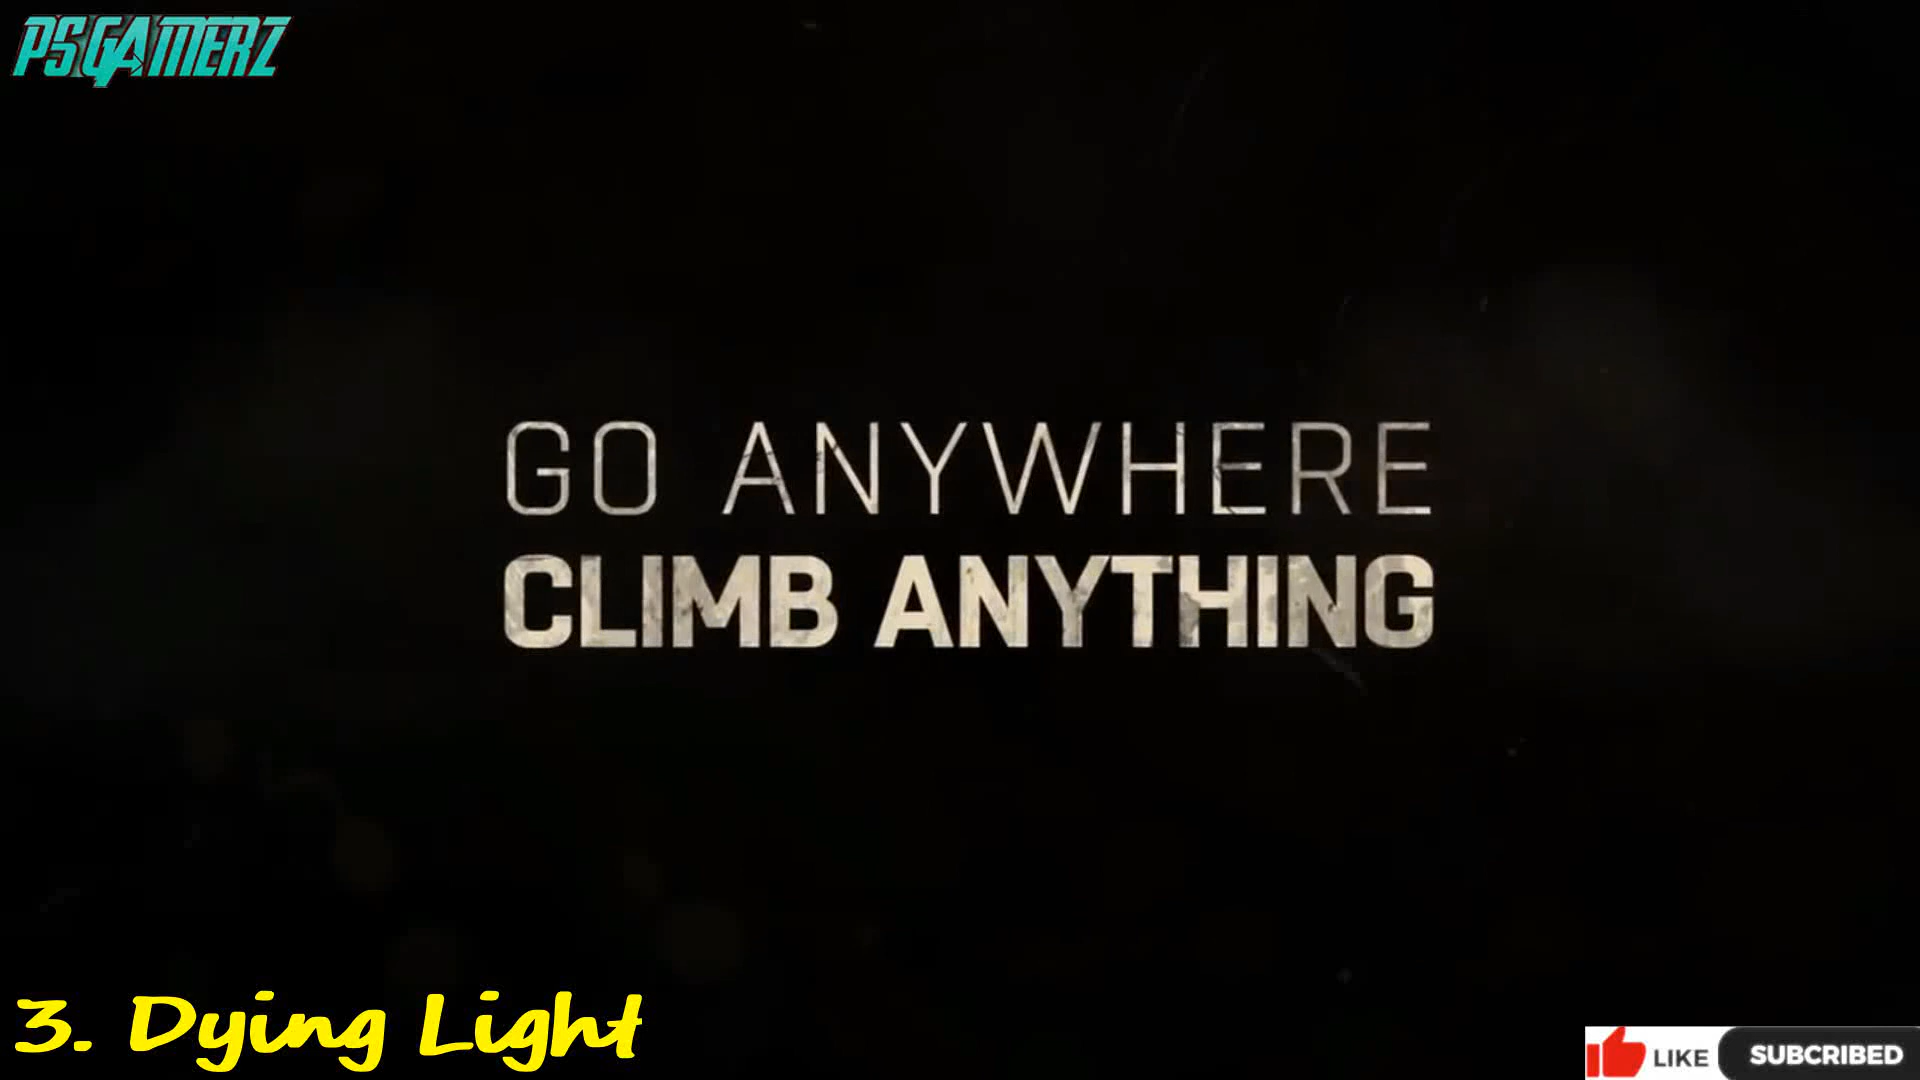 PSGAMERZ
GO ANYWHERE
CLIMB ANYTHING
3. Dying Light
LIKE
SUBCRIBED